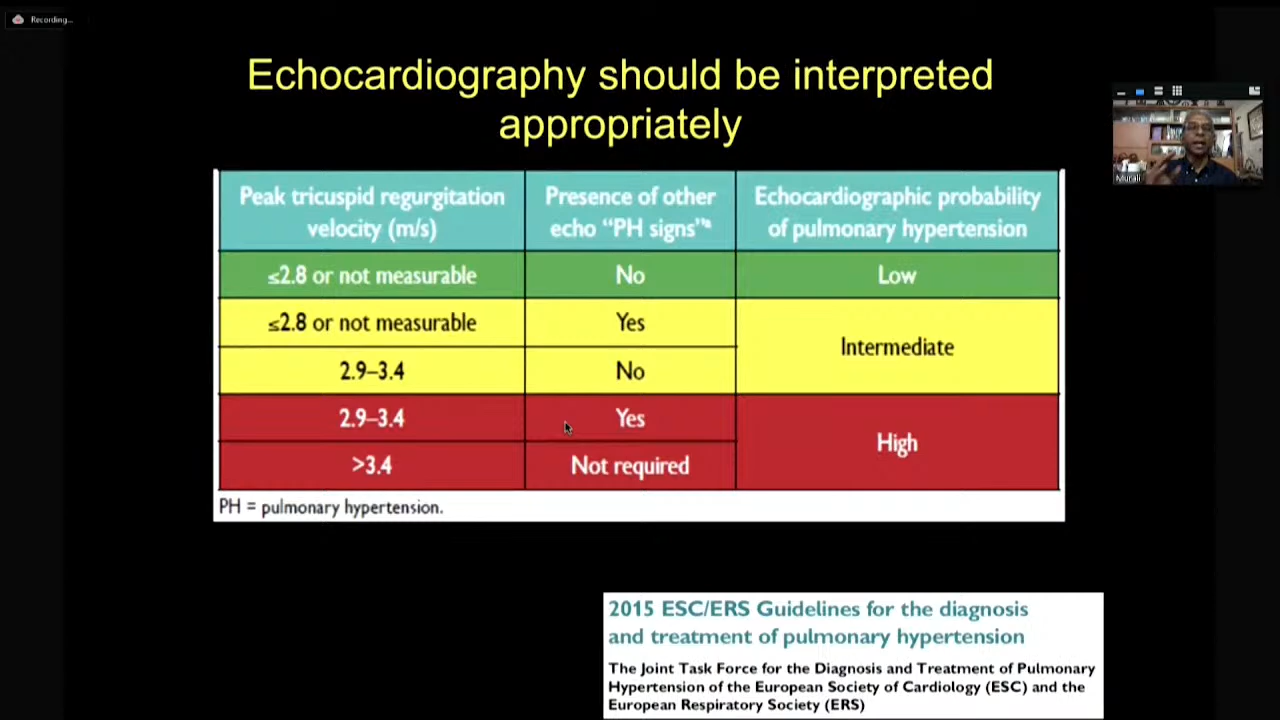 Recording...
Echocardiography should be interpreted
appropriately
Murali
Peak tricuspid regurgitation
velocity (m/s)
Presence of other
echo “PH signs”ª
Echocardiographic probability
of pulmonary hypertension
≤2.8 or not measurable
No
Low
≤2.8 or not measurable
Yes
Intermediate
2.9–3.4
No
2.9–3.4
Yes
High
>3.4
Not required
PH = pulmonary hypertension.
2015 ESC/ERS Guidelines for the diagnosis
and treatment of pulmonary hypertension
The Joint Task Force for the Diagnosis and Treatment of Pulmonary
Hypertension of the European Society of Cardiology (ESC) and the
European Respiratory Society (ERS)